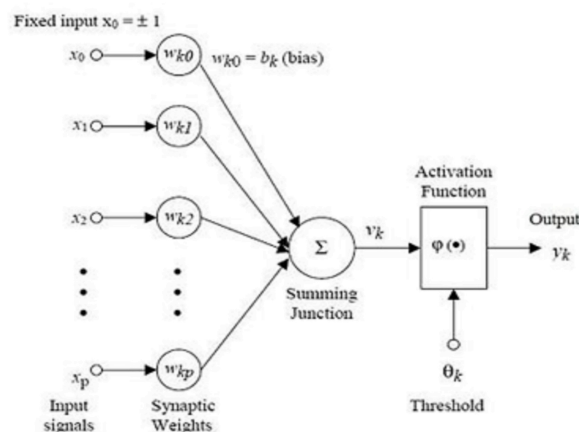 Fixed input x0 = ± 1
x0 wk0 wk0 = bk (bias)
x1 wk1
Activation
Function
x2 wk2
Output
Σ vk φ(•) yk
Summing
Junction
xp wkp θk
Input
signals
Synaptic
Weights
Threshold